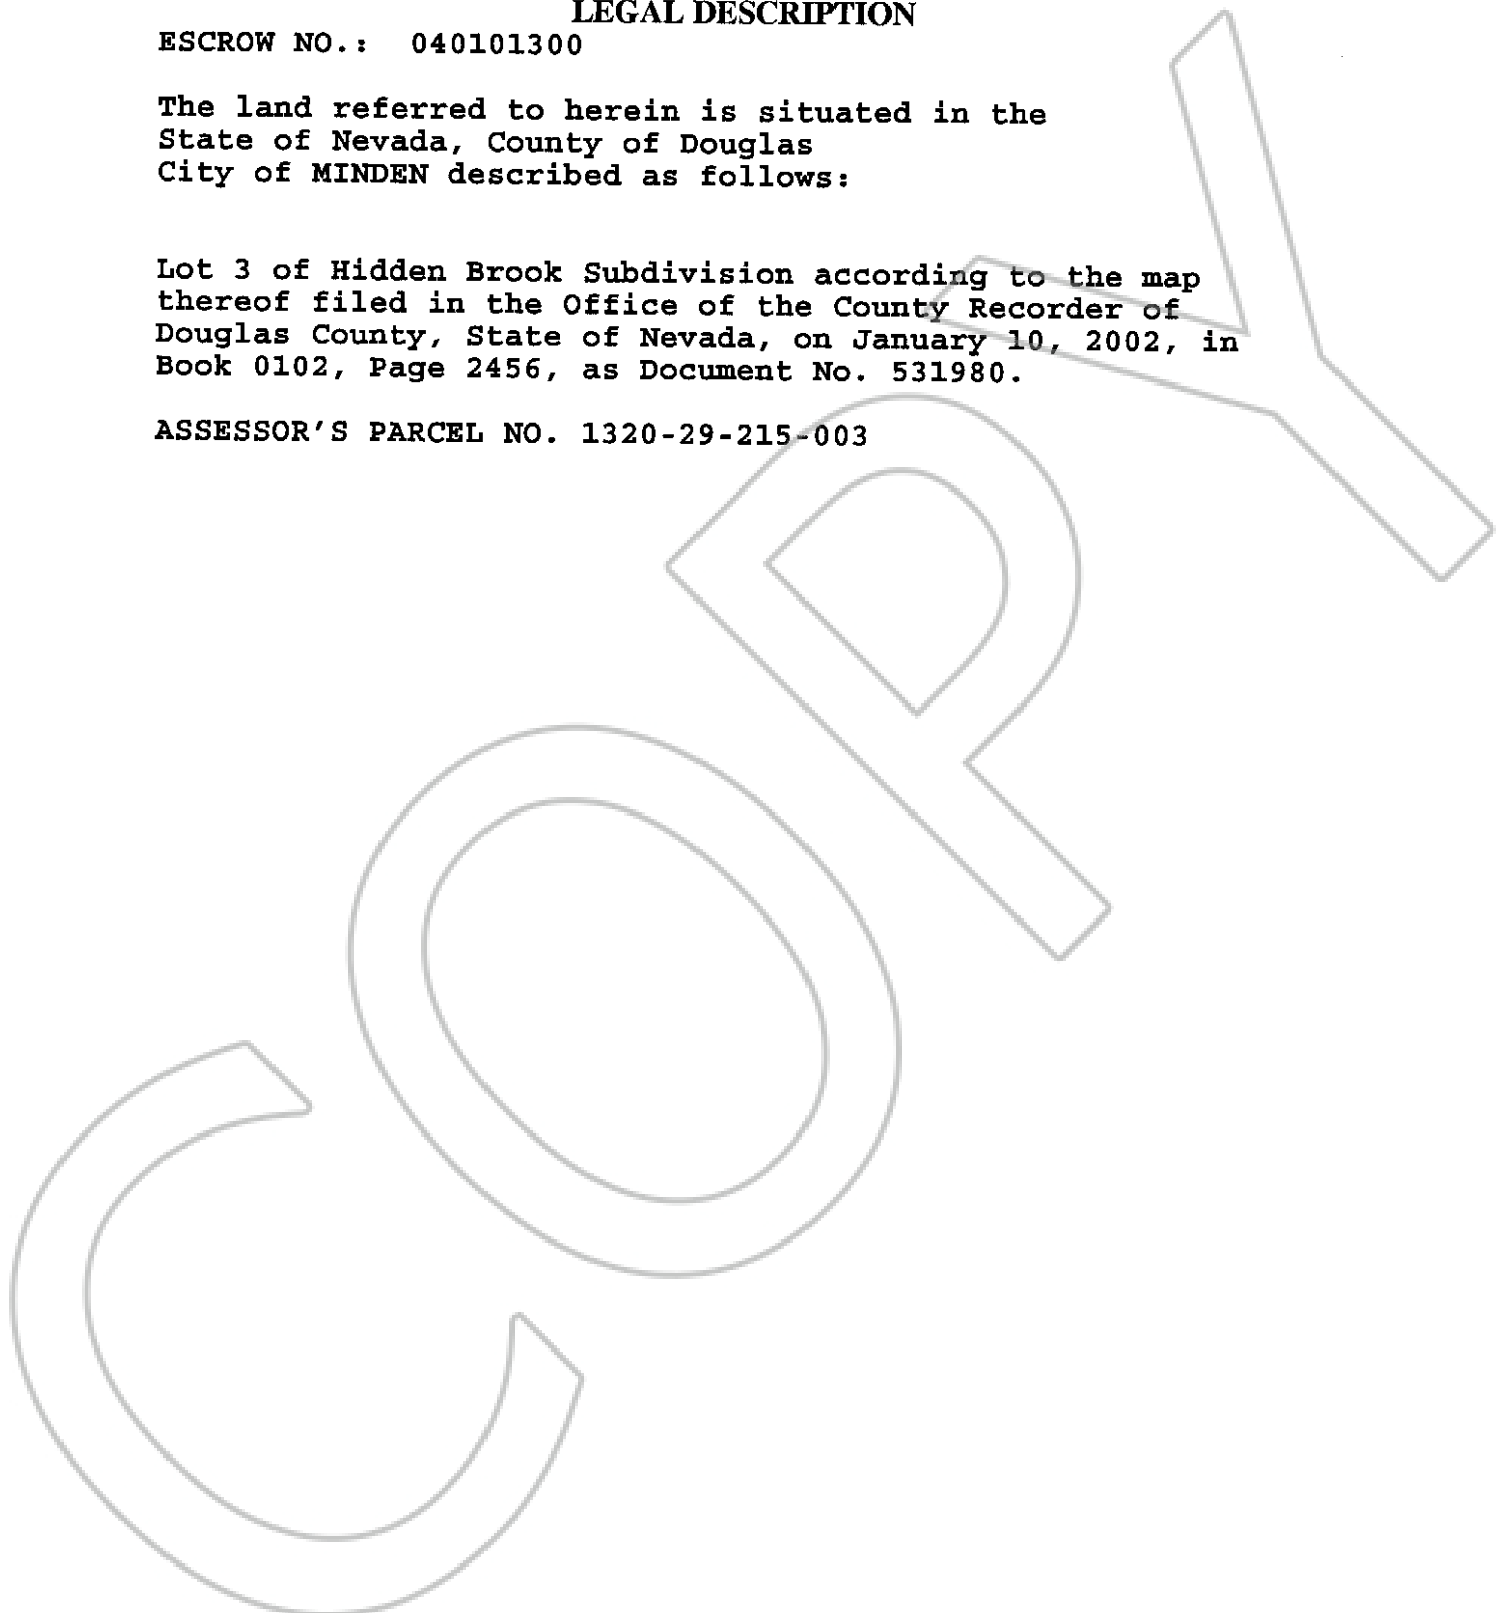 LEGAL DESCRIPTION
ESCROW NO.: 040101300
The land referred to herein is situated in the
State of Nevada, County of Douglas
City of MINDEN described as follows:
Lot 3 of Hidden Brook Subdivision according to the map
thereof filed in the Office of the County Recorder of
Douglas County, State of Nevada, on January 10, 2002, in
Book 0102, Page 2456, as Document No. 531980.
ASSESSOR'S PARCEL NO. 1320-29-215-003
COPY